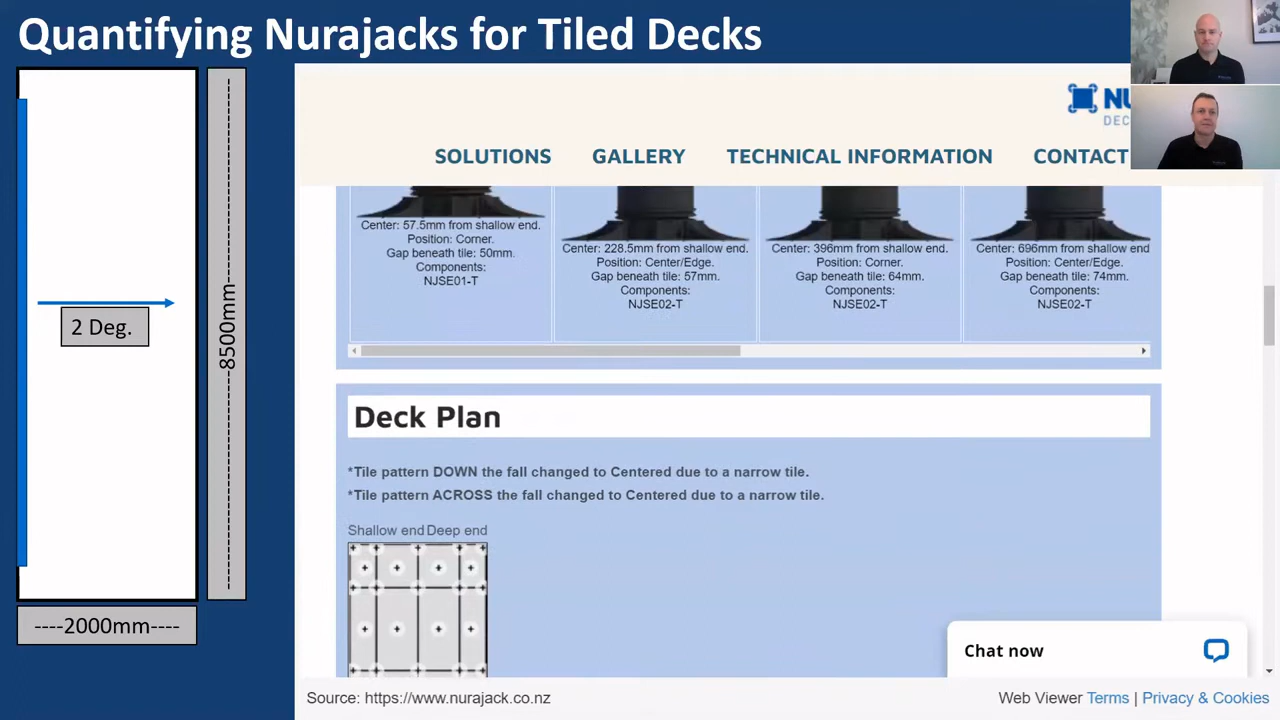 Quantifying Nurajacks for Tiled Decks
2 Deg.
----------------8500mm----------------
----2000mm----
SOLUTIONS
GALLERY
TECHNICAL INFORMATION
CONTACT
Center: 57.5mm from shallow end.
Position: Corner.
Gap beneath tile: 50mm.
Components:
NJSE01-T
Center: 228.5mm from shallow end.
Position: Center/Edge.
Gap beneath tile: 57mm.
Components:
NJSE02-T
Center: 396mm from shallow end.
Position: Corner.
Gap beneath tile: 64mm.
Components:
NJSE02-T
Center: 696mm from shallow end
Position: Center/Edge.
Gap beneath tile: 74mm.
Components:
NJSE02-T
Deck Plan
*Tile pattern DOWN the fall changed to Centered due to a narrow tile.
*Tile pattern ACROSS the fall changed to Centered due to a narrow tile.
Shallow end Deep end
Chat now
Source: https://www.nurajack.co.nz
Web Viewer Terms | Privacy & Cookies